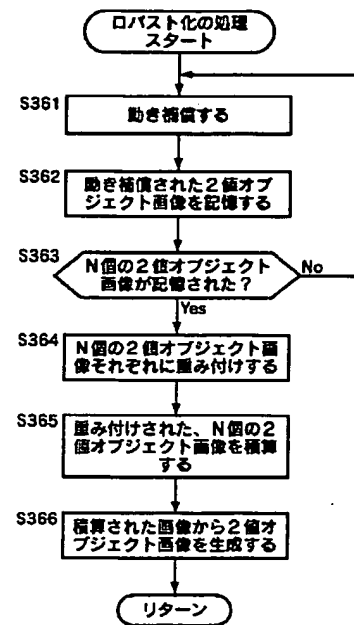 ロバスト化の処理
スタート
S361
動き補償する
S362
動き補償された2値オブ
ジェクト画像を記憶する
S363
N個の2値オブジェクト
画像が記憶された?
No
Yes
S364
N個の2値オブジェクト画
像それぞれに重み付けする
S365
重み付けされた、N個の2
値オブジェクト画像を積算
する
S366
積算された画像から2値オ
ブジェクト画像を生成する
リターン